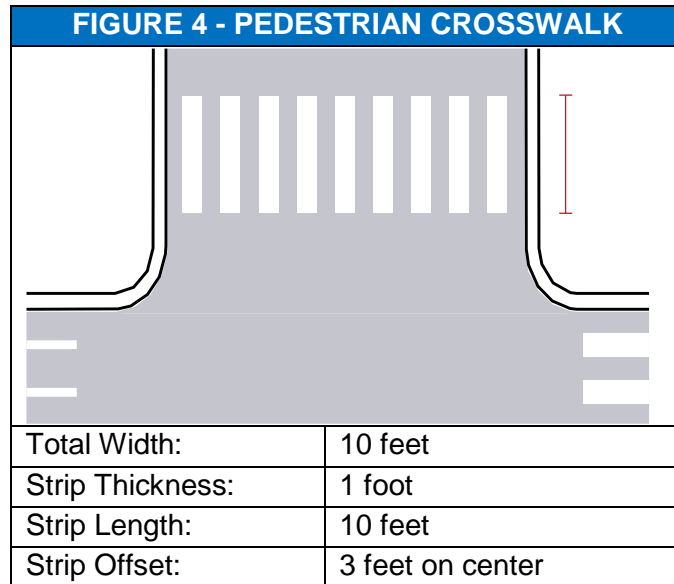 FIGURE 4 - PEDESTRIAN CROSSWALK
Total Width: 10 feet
Strip Thickness: 1 foot
Strip Length: 10 feet
Strip Offset: 3 feet on center